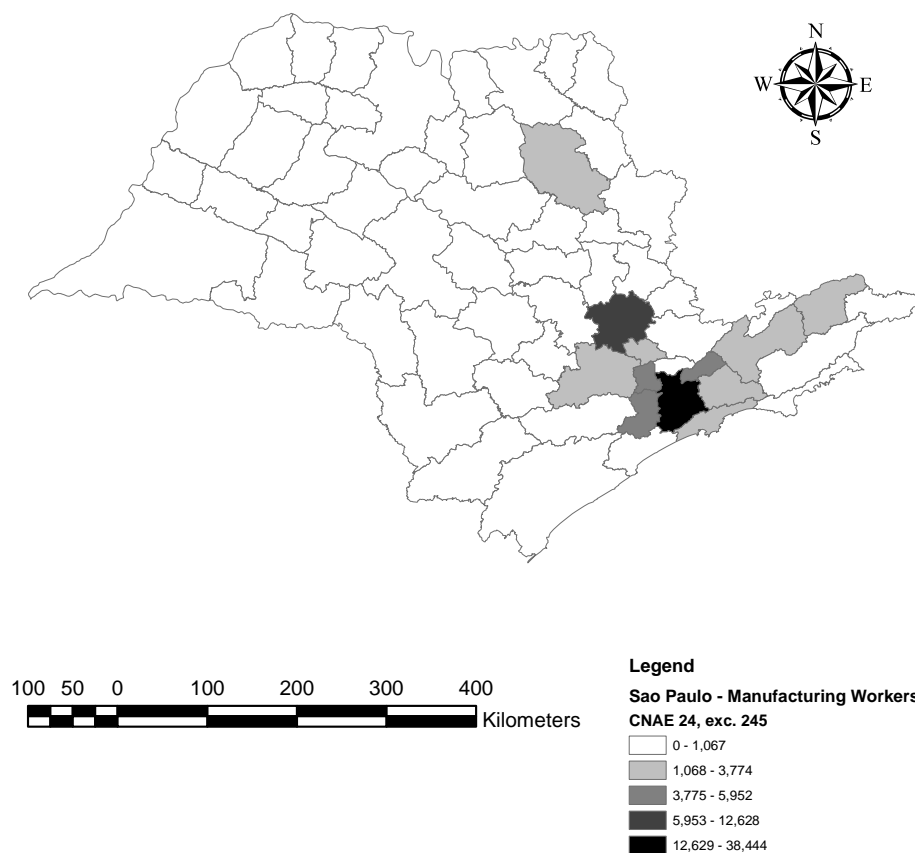 N
W E
S
100 50 0 100 200 300 400
Kilometers
Legend
Sao Paulo - Manufacturing Workers
CNAE 24, exc. 245
0 - 1,067
1,068 - 3,774
3,775 - 5,952
5,953 - 12,628
12,629 - 38,444